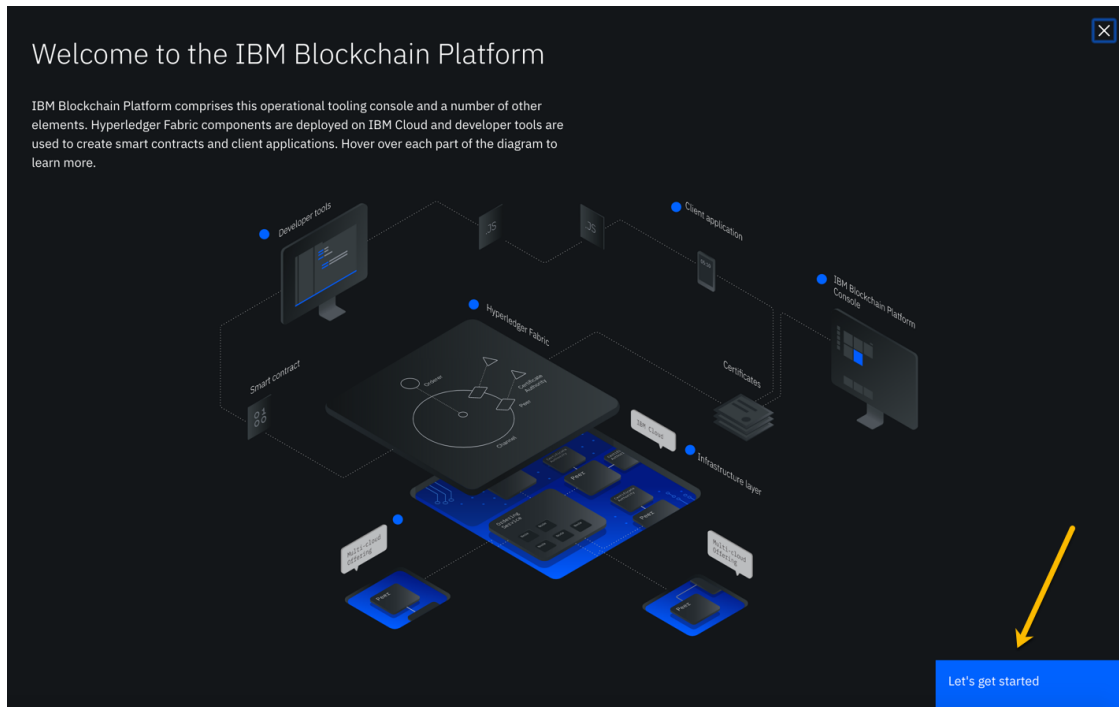 Welcome to the IBM Blockchain Platform
IBM Blockchain Platform comprises this operational tooling console and a number of other
elements. Hyperledger Fabric components are deployed on IBM Cloud and developer tools are
used to create smart contracts and client applications. Hover over each part of the diagram to
learn more.
Developer tools
JS
JS
Client application
IBM Blockchain Platform
Console
Hyperledger Fabric
Orderer
Certificate
Authority
Peer
Channel
Smart contract
01
00
Certificates
IBM Cloud
Infrastructure layer
Peer1
Peer2
Ordering
Service
Multi-cloud
Offering
Multi-cloud
Offering
Let's get started